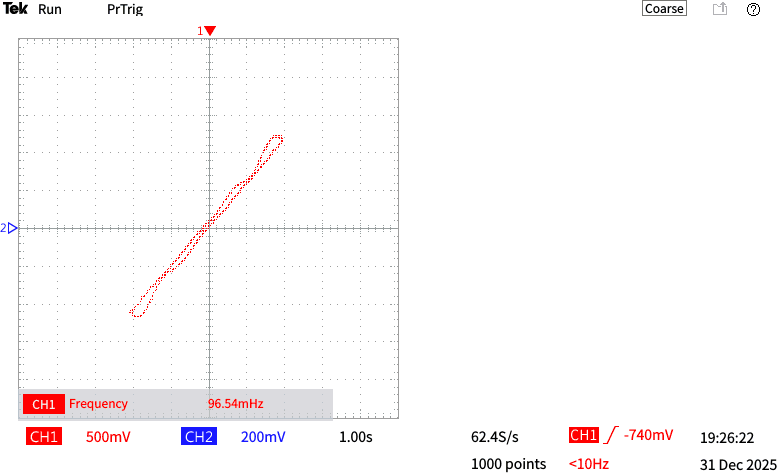 Tek Run PrTrig Coarse ?
1
2
CH1 Frequency 96.54mHz
CH1 500mV CH2 200mV 1.00s 62.4S/s CH1 -740mV 19:26:22
1000 points <10Hz 31 Dec 2025